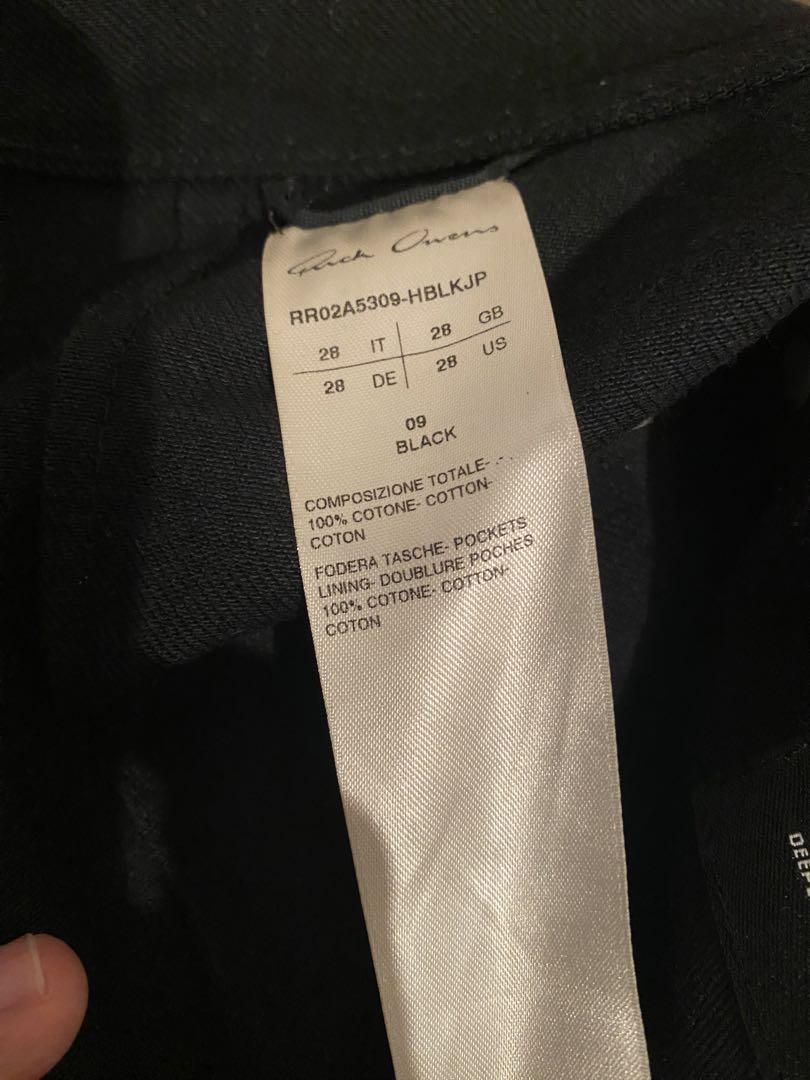 Rick Owens
RR02A5309-HBLKJP
28 IT 28 GB
28 DE 28 US
09
BLACK
COMPOSIZIONE TOTALE- -
100% COTONE- COTTON-
COTON
FODERA TASCHE- POCKETS
LINING- DOUBLURE POCHES
100% COTONE- COTTON-
COTON